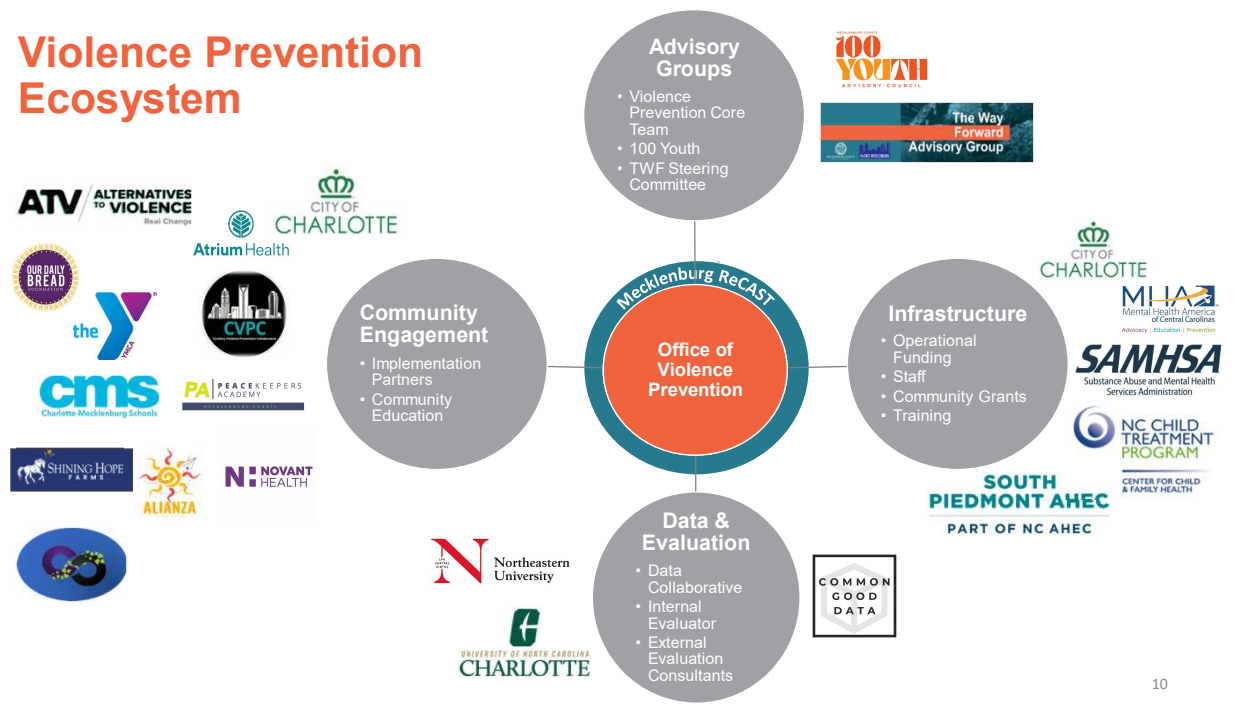 Violence Prevention
Ecosystem
Advisory
Groups
• Violence
Prevention Core
Team
• 100 Youth
• TWF Steering
Committee
MECKLENBURG COUNTY
100
YOUTH
ADVISORY COUNCIL
The Way
Forward
Advisory Group
ATV
ALTERNATIVES
TO VIOLENCE
Real Change
CITY OF
CHARLOTTE
Atrium Health
OUR DAILY
BREAD
FOUNDATION
the
YMCA
CVPC
cms
Charlotte-Mecklenburg Schools
PA
PEACEKEEPERS
ACADEMY
MECKLENBURG COUNTY
SHINING HOPE
FARMS
ALIANZA
NOVANT
HEALTH
Community
Engagement
• Implementation
Partners
• Community
Education
Mecklenburg ReCAST
Office of
Violence
Prevention
Infrastructure
• Operational
Funding
• Staff
• Community Grants
• Training
CITY OF
CHARLOTTE
MHA
Mental Health America
of Central Carolinas
Advocacy | Education | Prevention
SAMHSA
Substance Abuse and Mental Health
Services Administration
NC CHILD
TREATMENT
PROGRAM
CENTER FOR CHILD
& FAMILY HEALTH
SOUTH
PIEDMONT AHEC
PART OF NC AHEC
Data &
Evaluation
• Data
Collaborative
• Internal
Evaluator
• External
Evaluation
Consultants
N
Northeastern
University
UNIVERSITY OF NORTH CAROLINA
CHARLOTTE
COMMON
GOOD
DATA
10